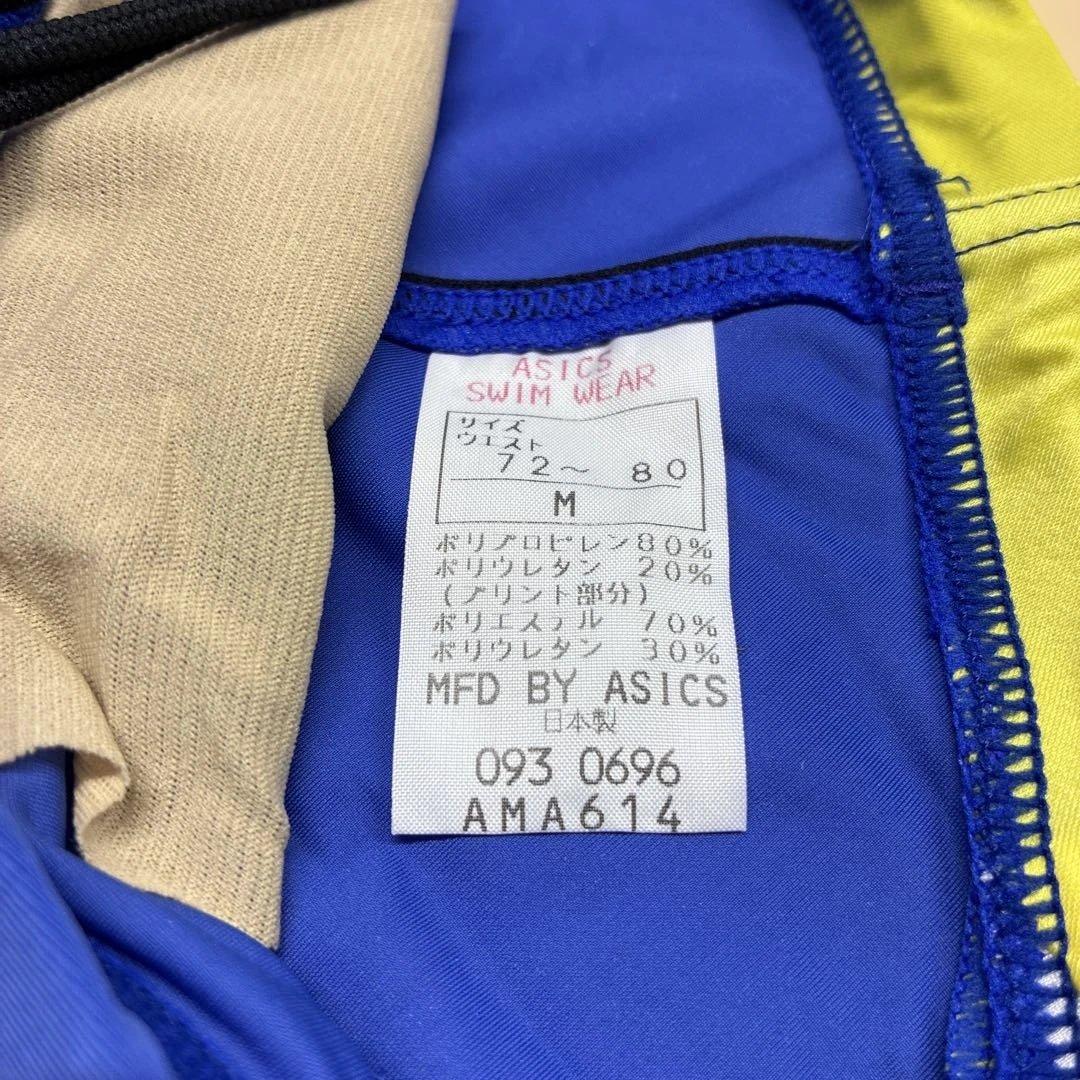 ASICS
SWIM WEAR
サイズ
ウエスト
72〜 80
M
ポリプロピレン80%
ポリウレタン 20%
(プリント部分)
ポリエステル 70%
ポリウレタン 30%
MFD BY ASICS
日本製
093 0696
AMA614